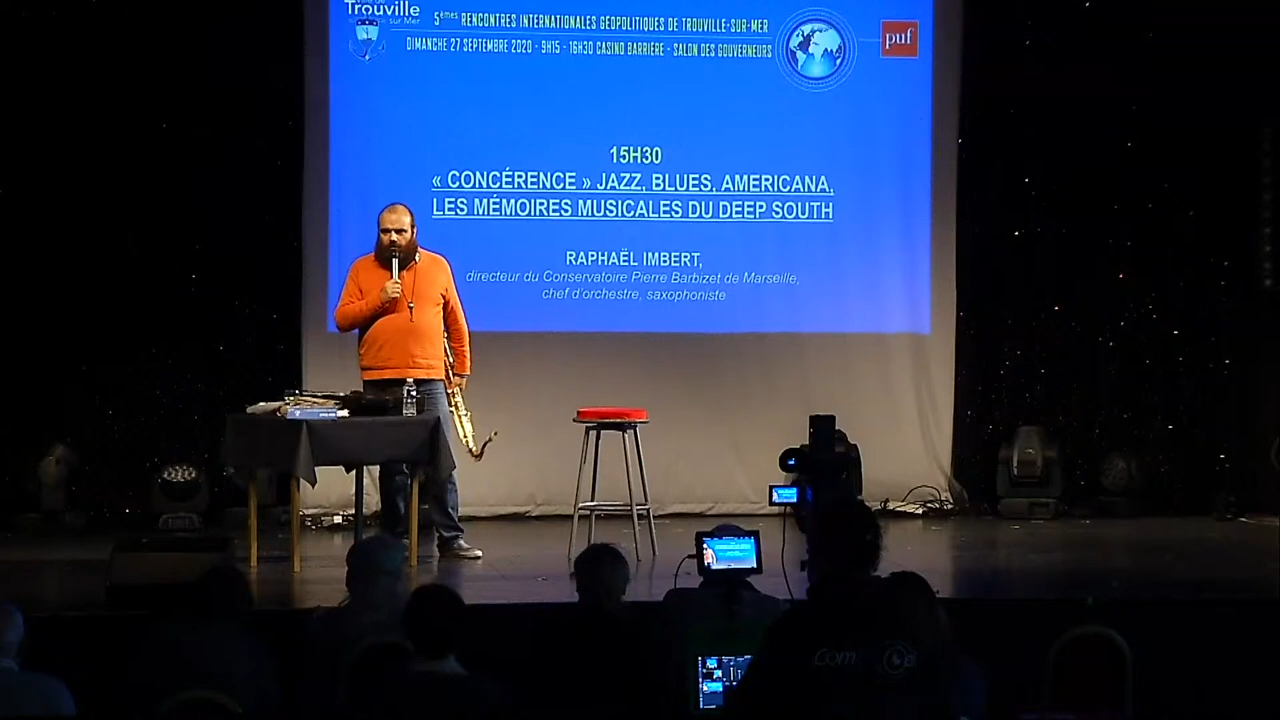 Trouville
sur Mer
5èmes RENCONTRES INTERNATIONALES GÉOPOLITIQUES DE TROUVILLE-SUR-MER
DIMANCHE 27 SEPTEMBRE 2020 - 9H15 - 16H30 CASINO BARRIÈRE - SALON DES GOUVERNEURS
puf
15H30
« CONCÉRENCE » JAZZ, BLUES, AMERICANA,
LES MÉMOIRES MUSICALES DU DEEP SOUTH
RAPHAËL IMBERT,
directeur du Conservatoire Pierre Barbizet de Marseille,
chef d'orchestre, saxophoniste
Com